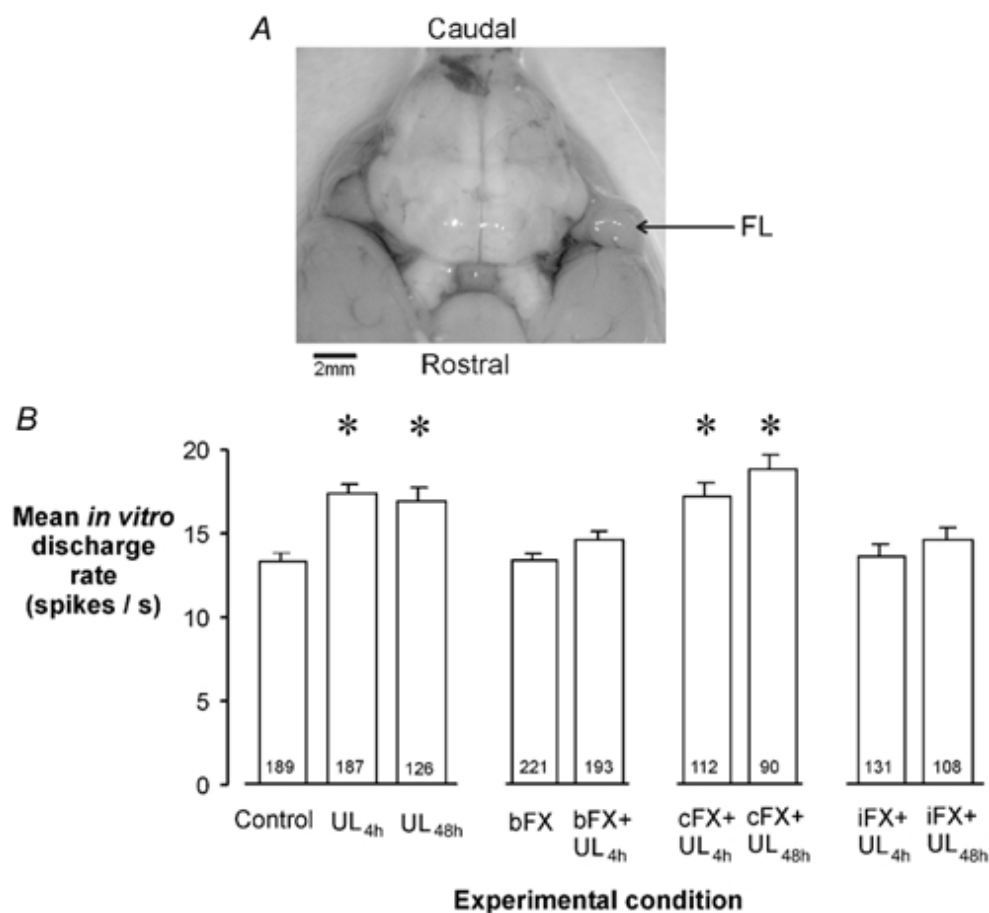 A
Caudal
FL
2mm
Rostral
B
* * * *
20
15
10
5
0
Mean in vitro
discharge
rate
(spikes / s)
189 187 126 221 193 112 90 131 108
Control UL4h UL48h bFX bFX+ UL4h cFX+ UL4h cFX+ UL48h iFX+ UL4h iFX+ UL48h
Experimental condition